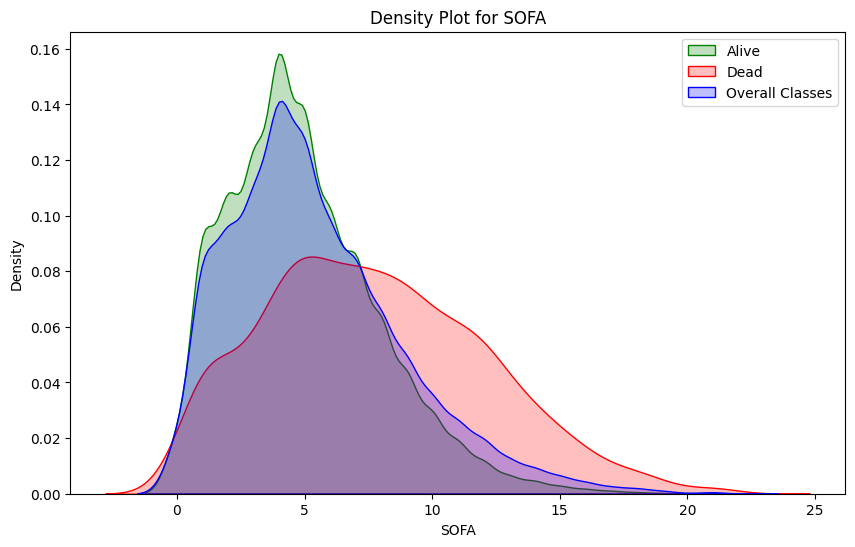 Density Plot for SOFA
Alive
Dead
Overall Classes
0.16
0.14
0.12
0.10
0.08
0.06
0.04
0.02
0.00
Density
0 5 10 15 20 25
SOFA